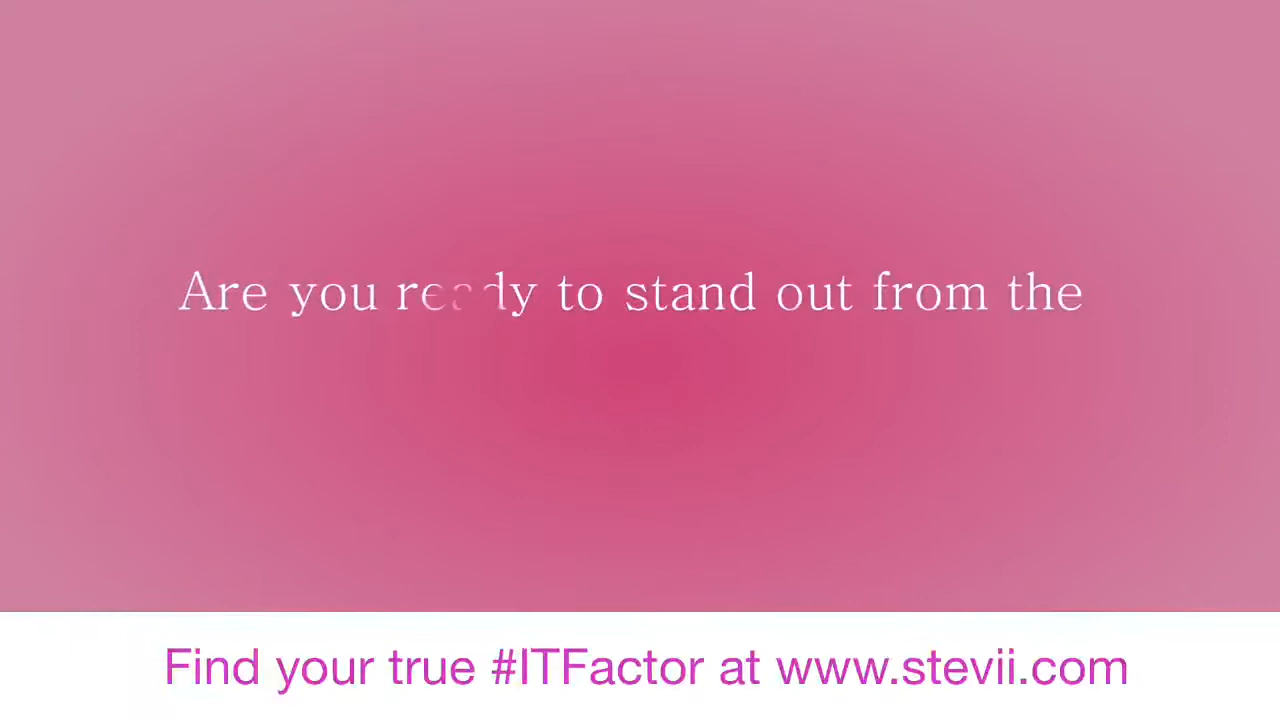 Are you ready to stand out from the
Find your true #ITFactor at www.stevii.com